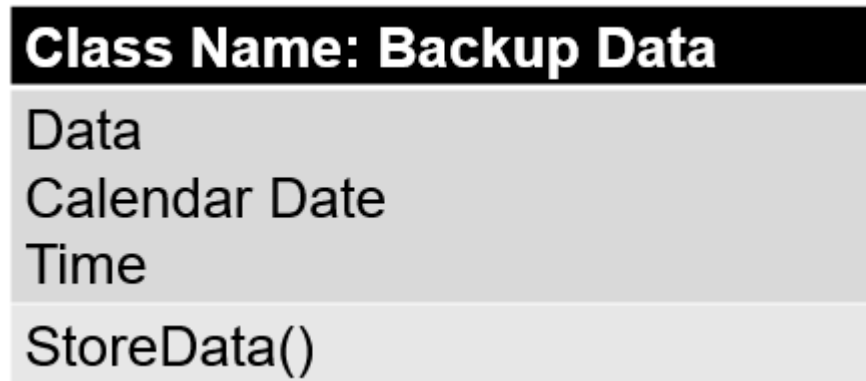 Class Name: Backup Data
Data
Calendar Date
Time
StoreData()